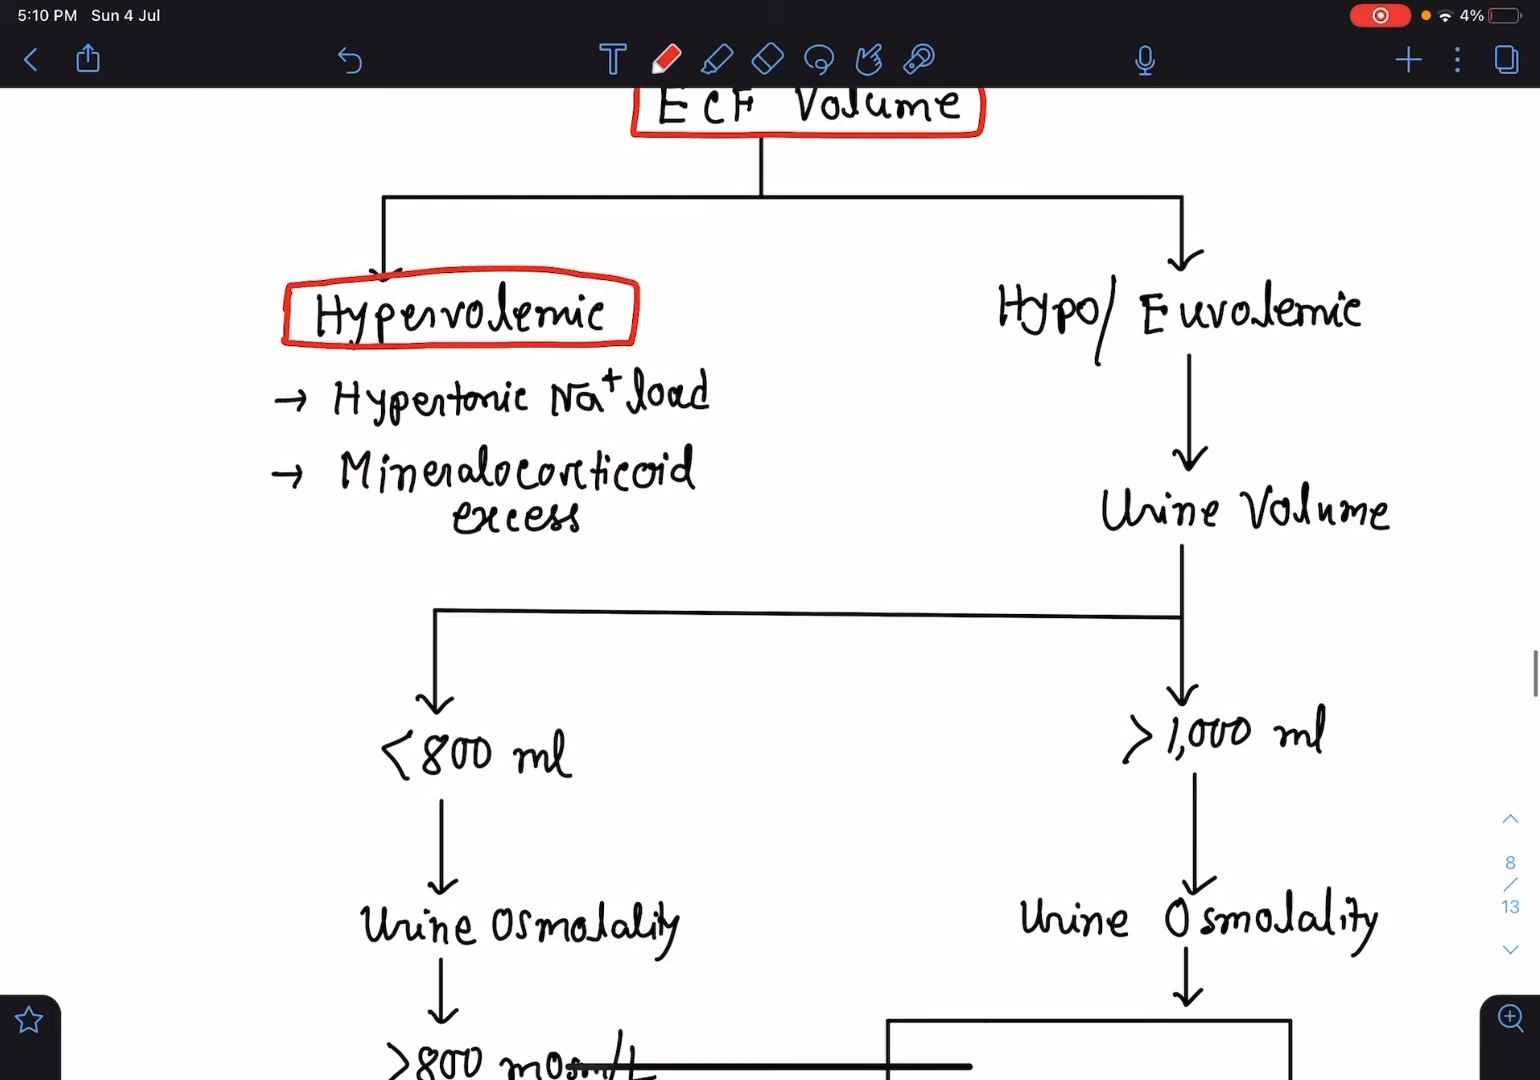 5:10 PM Sun 4 Jul
4%
T
ECF Volume
Hypervolemic
Hypo/ Euvolemic
→ Hypertonic Na+ load
→ Mineralocorticoid
excess
Urine Volume
<800 ml
>1,000 ml
8
/
13
Urine Osmolality
Urine Osmolality
>800 mosm/L